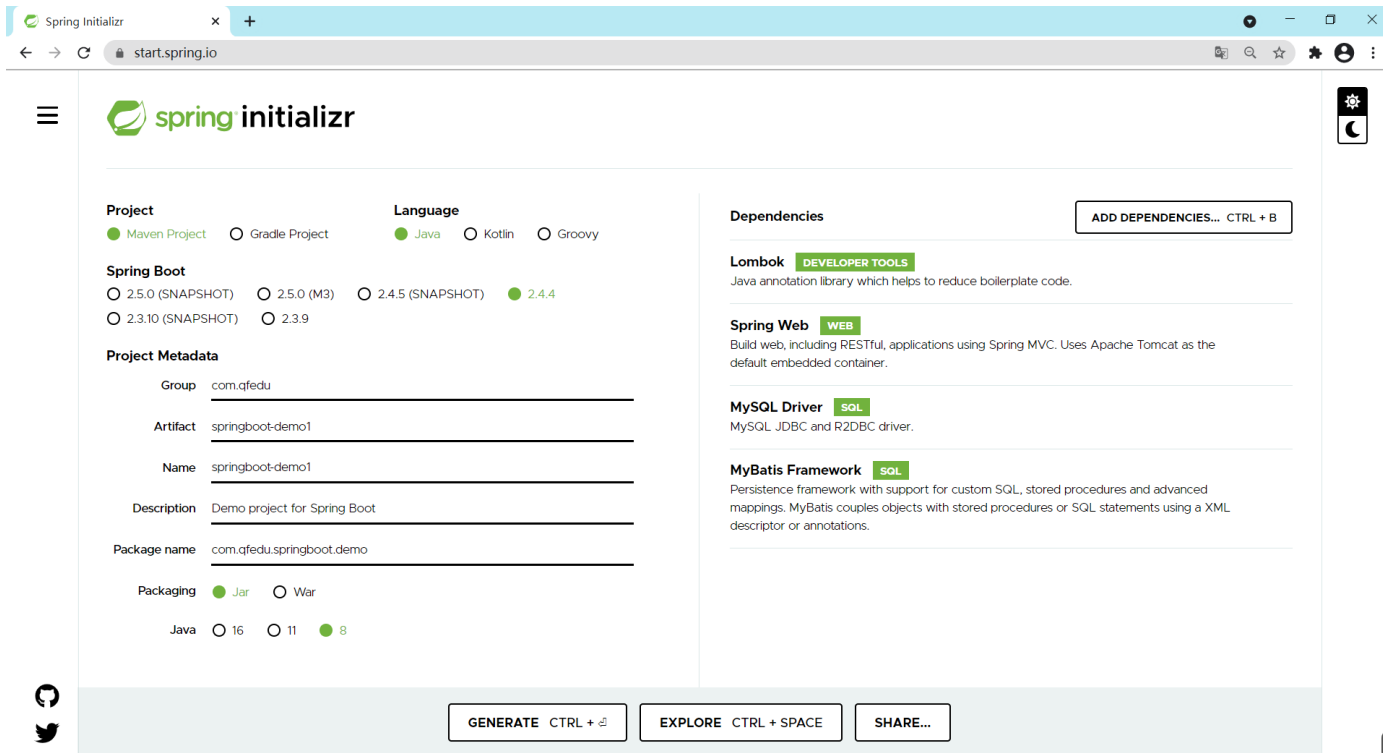 Spring Initializr
start.spring.io
spring initializr
Project
Maven Project Gradle Project
Language
Java Kotlin Groovy
Spring Boot
2.5.0 (SNAPSHOT) 2.5.0 (M3) 2.4.5 (SNAPSHOT) 2.4.4
2.3.10 (SNAPSHOT) 2.3.9
Project Metadata
Group com.qfedu
Artifact springboot-demo1
Name springboot-demo1
Description Demo project for Spring Boot
Package name com.qfedu.springboot.demo
Packaging Jar War
Java 16 11 8
Dependencies
ADD DEPENDENCIES... CTRL + B
Lombok DEVELOPER TOOLS
Java annotation library which helps to reduce boilerplate code.
Spring Web WEB
Build web, including RESTful, applications using Spring MVC. Uses Apache Tomcat as the
default embedded container.
MySQL Driver SQL
MySQL JDBC and R2DBC driver.
MyBatis Framework SQL
Persistence framework with support for custom SQL, stored procedures and advanced
mappings. MyBatis couples objects with stored procedures or SQL statements using a XML
descriptor or annotations.
GENERATE CTRL + ⏎
EXPLORE CTRL + SPACE
SHARE...